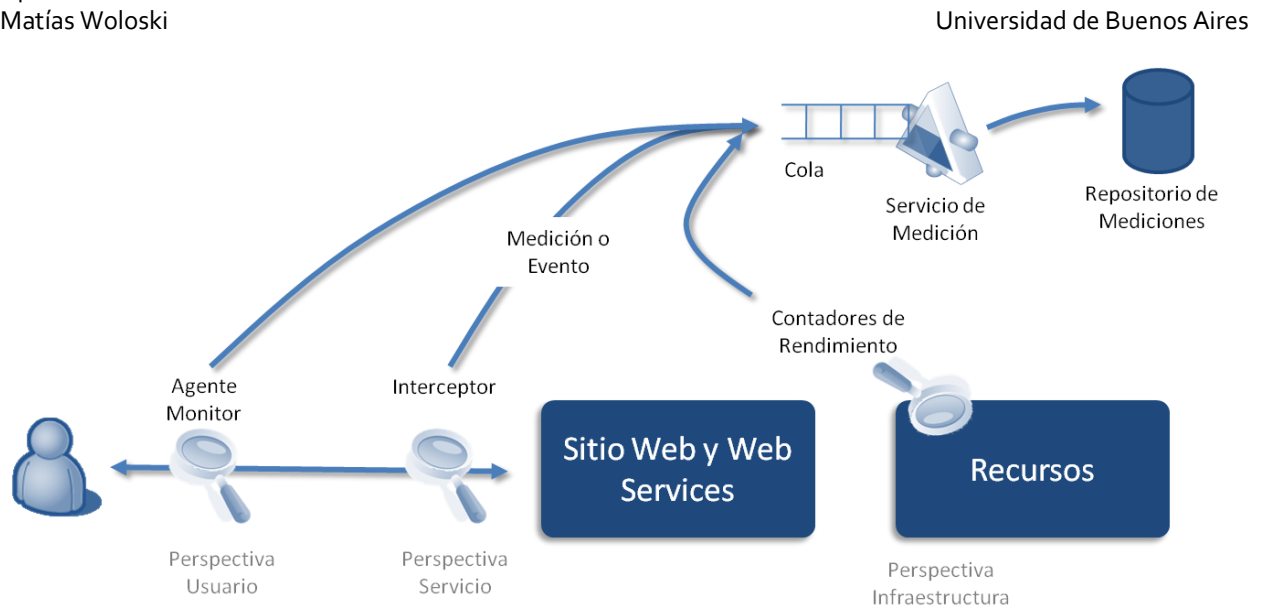 Matías Woloski
Universidad de Buenos Aires
Cola
Servicio de
Medición
Repositorio de
Mediciones
Medición o
Evento
Contadores de
Rendimiento
Agente
Monitor
Interceptor
Sitio Web y Web
Services
Recursos
Perspectiva
Usuario
Perspectiva
Servicio
Perspectiva
Infraestructura